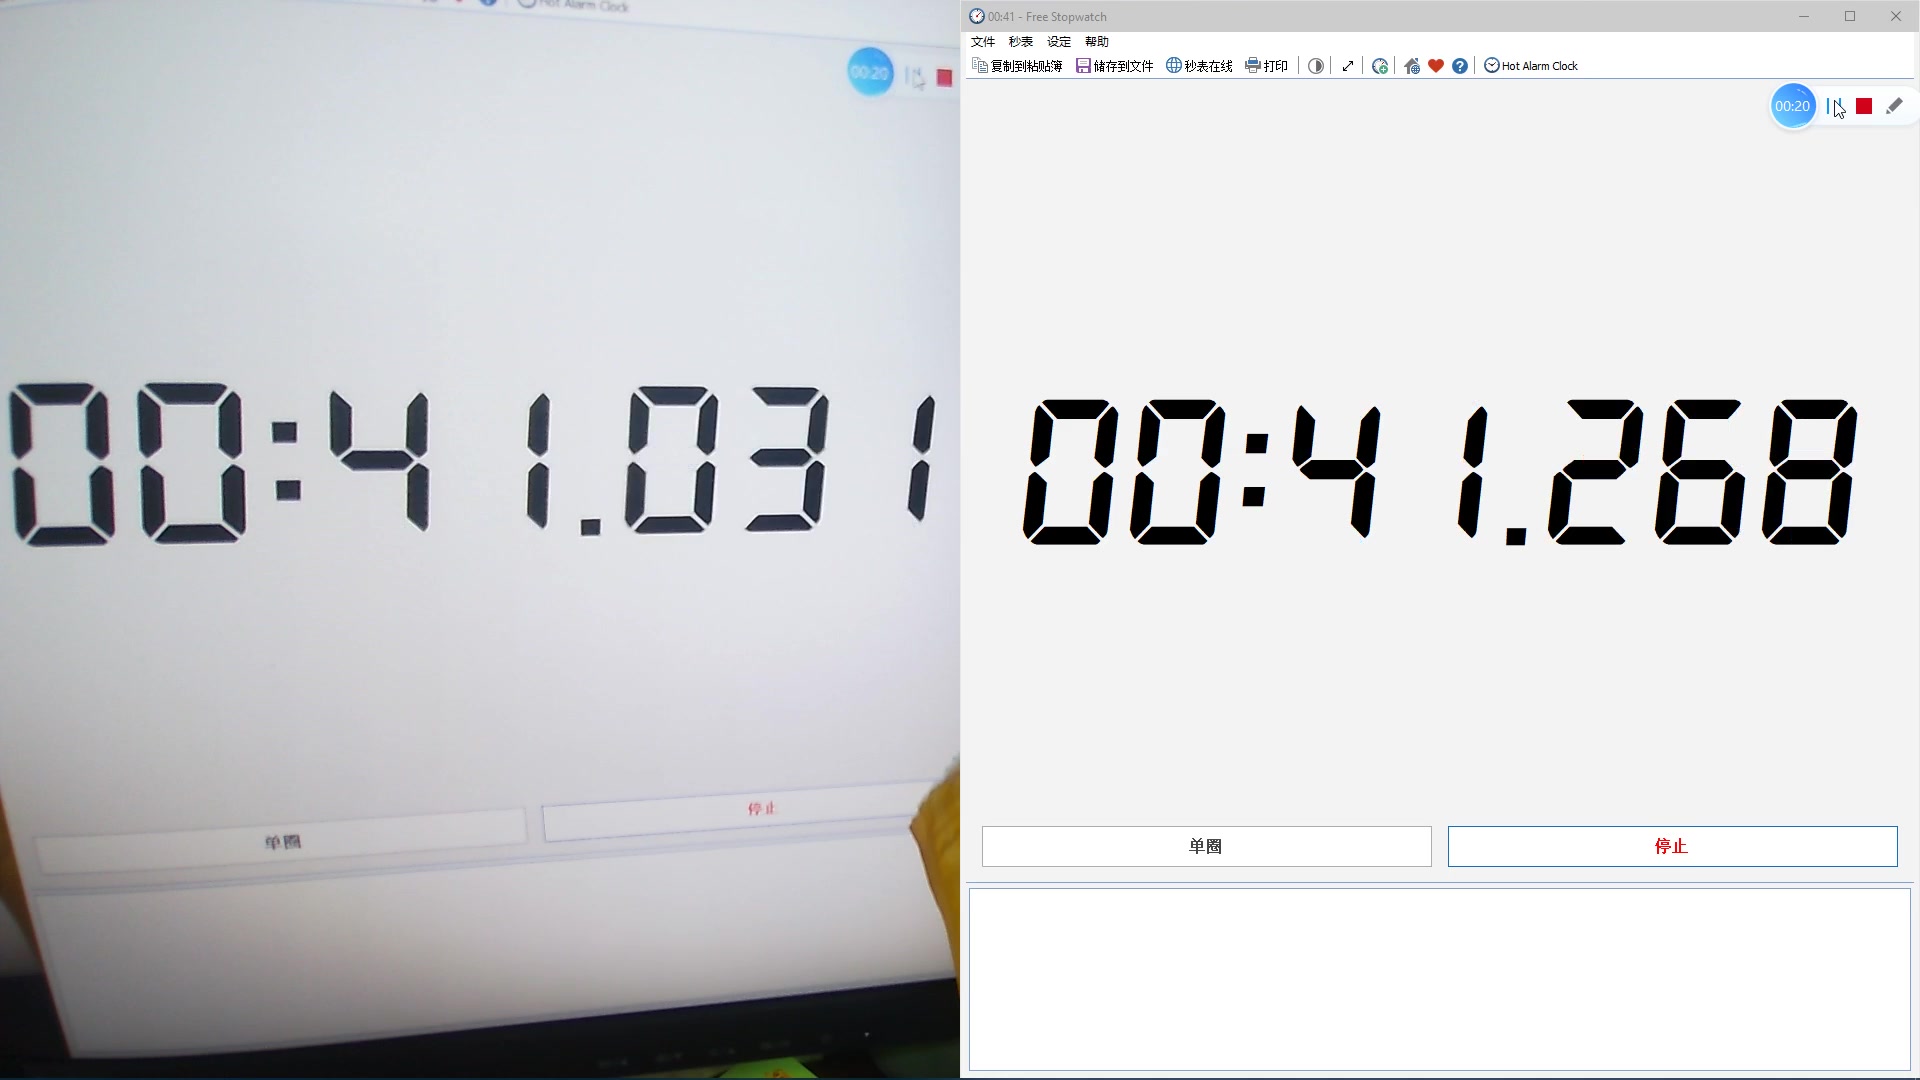 Hot Alarm Clock
00:20
00:41.031
单圈
停止
00:41 - Free Stopwatch
文件 秒表 设定 帮助
复制到粘贴簿 储存到文件 秒表在线 打印 Hot Alarm Clock
00:20
00:41.268
单圈
停止